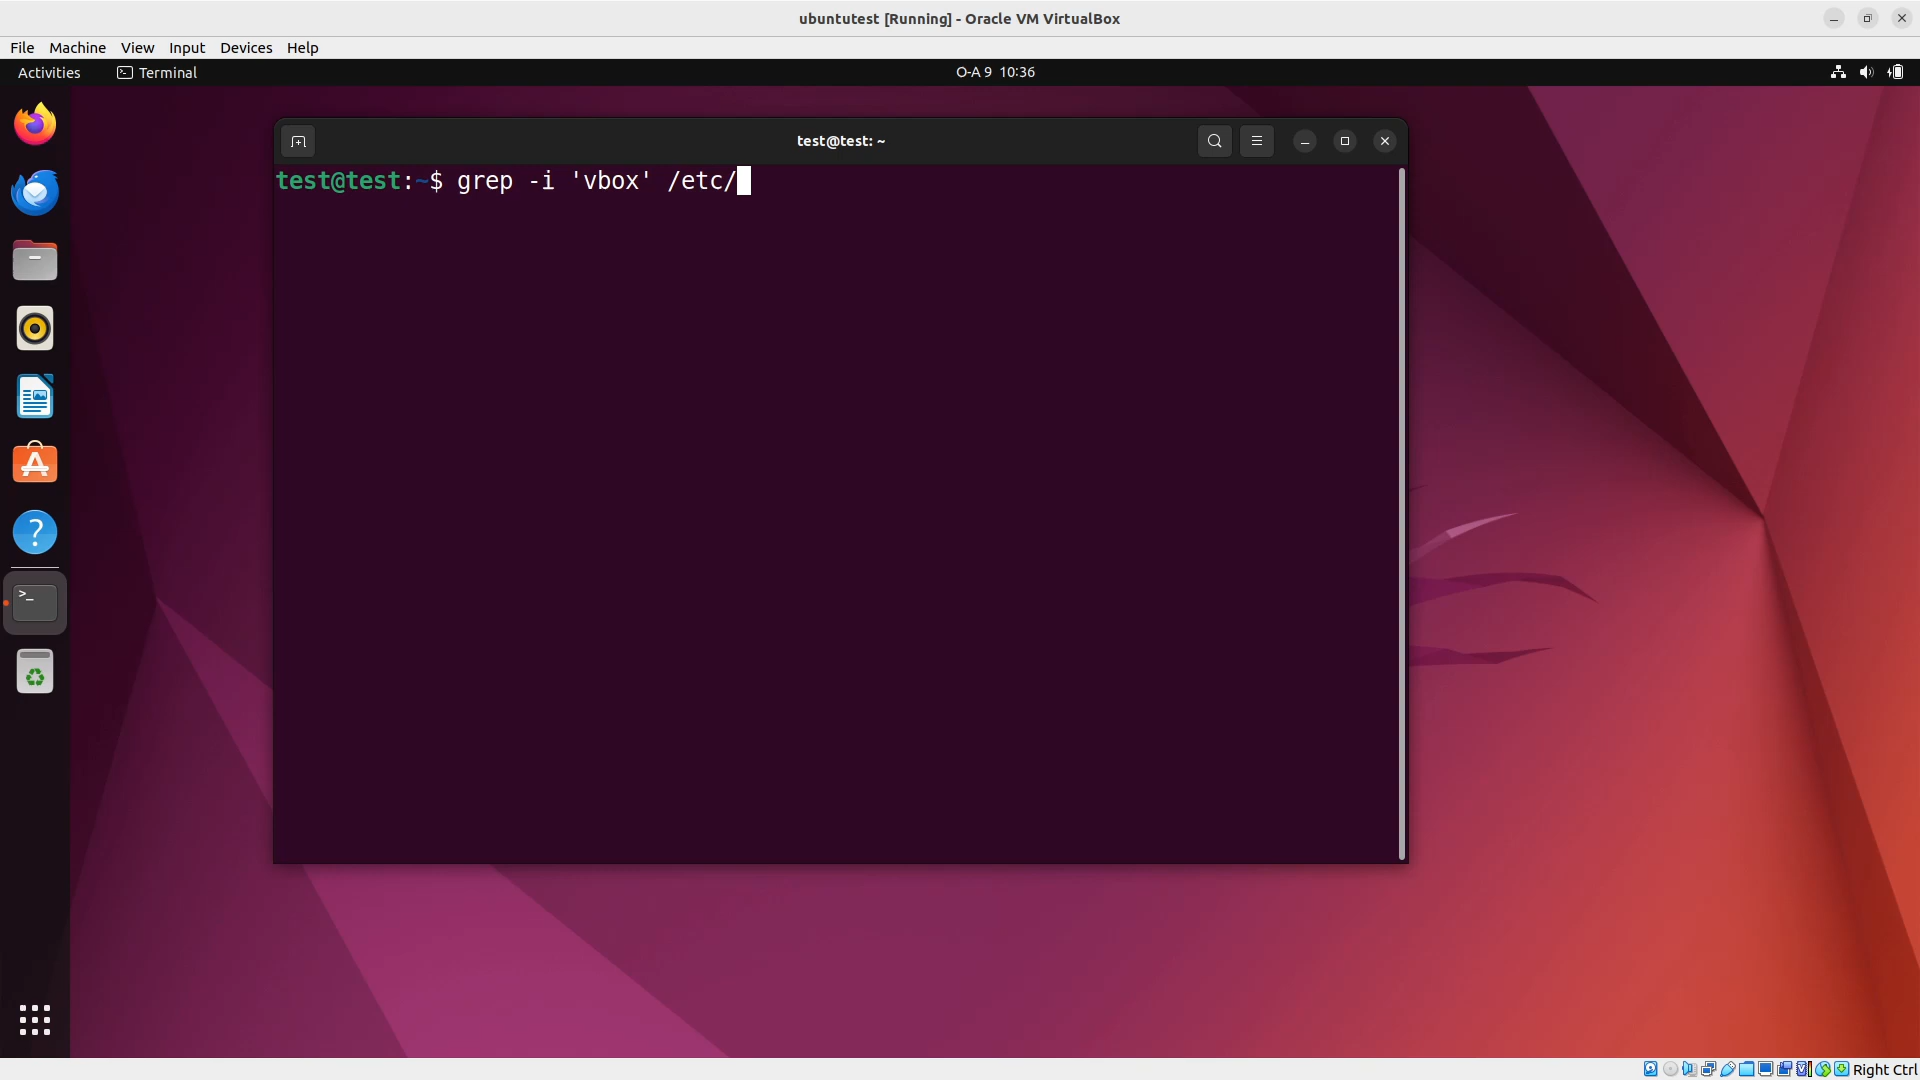 ubuntutest [Running] - Oracle VM VirtualBox
File Machine View Input Devices Help
Activities Terminal O-A 9 10:36
test@test: ~
test@test:~$ grep -i 'vbox' /etc/
Right Ctrl